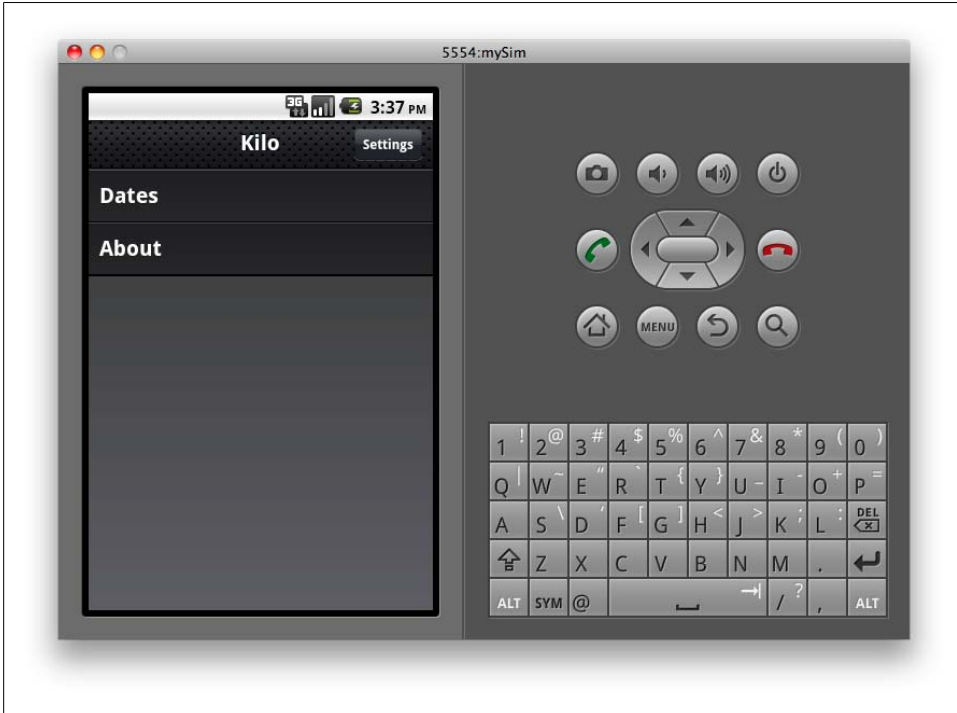 5554:mySim
3G 3:37 PM
Kilo
Settings
Dates
About
MENU
1 ! 2 @ 3 # 4 $ 5 % 6 ^ 7 & 8 * 9 ( 0 )
Q | W ~ E " R ` T { Y } U _ I - O + P =
A S \ D ' F [ G ] H < J > K ; L : DEL
Z X C V B N M .
ALT SYM @ / ? , ALT